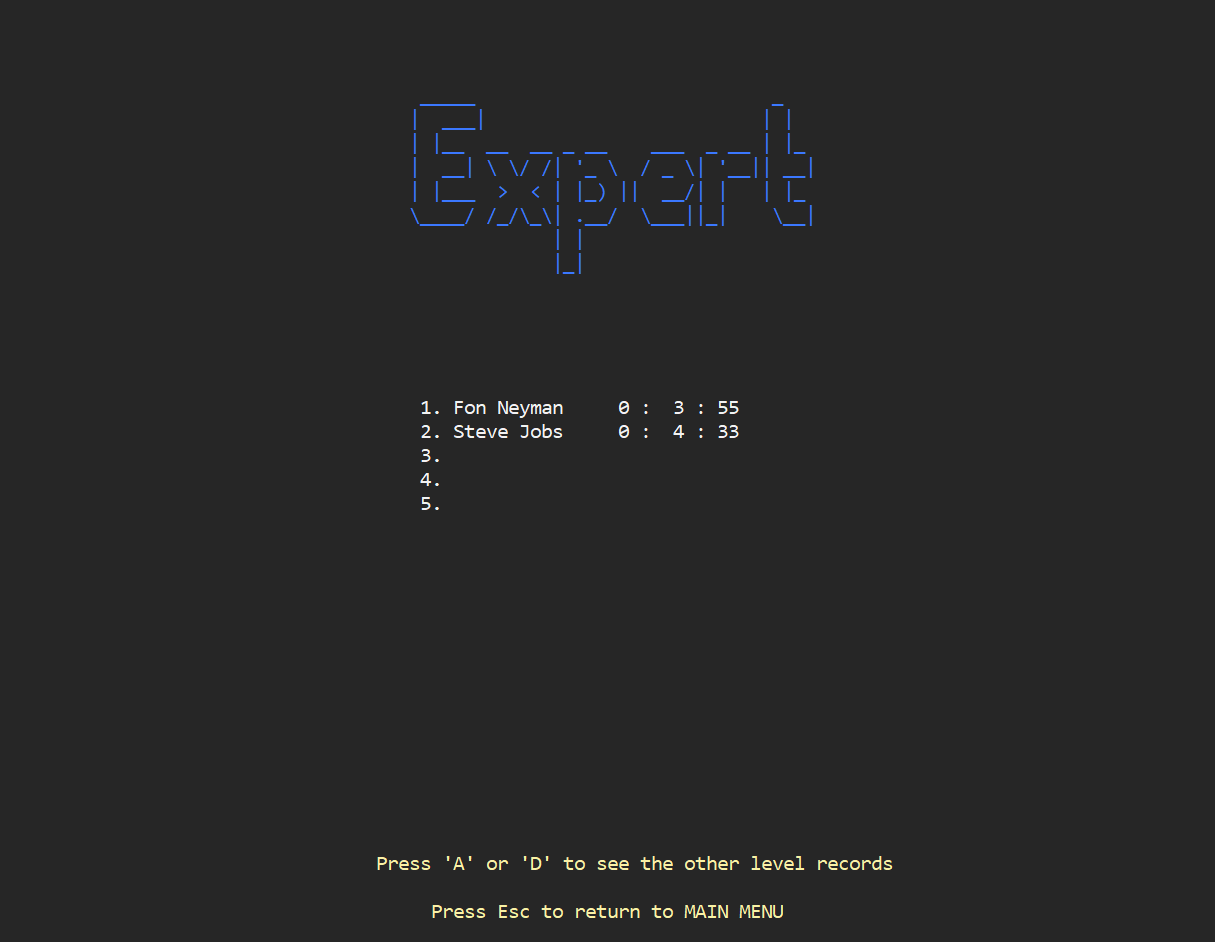 Expert
1. Fon Neyman 0 : 3 : 55
2. Steve Jobs 0 : 4 : 33
3.
4.
5.
Press 'A' or 'D' to see the other level records
Press Esc to return to MAIN MENU